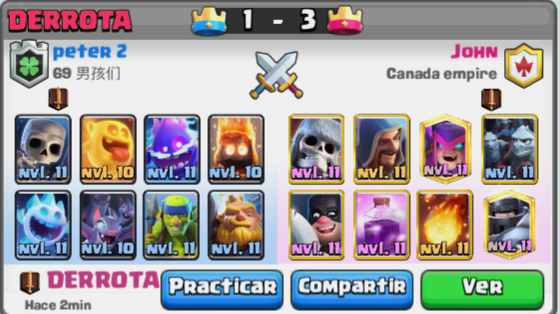 DERROTA
1 - 3
peter 2
69 男孩们
John
Canada empire
nvl. 11
nvl. 10
nvl. 11
nvl. 10
nvl. 11
nvl. 11
nvl. 11
nvl. 11
nvl. 11
nvl. 10
nvl. 11
nvl. 11
nvl. 11
nvl. 11
nvl. 11
nvl. 11
DERROTA
Hace 2min
Practicar
Compartir
Ver